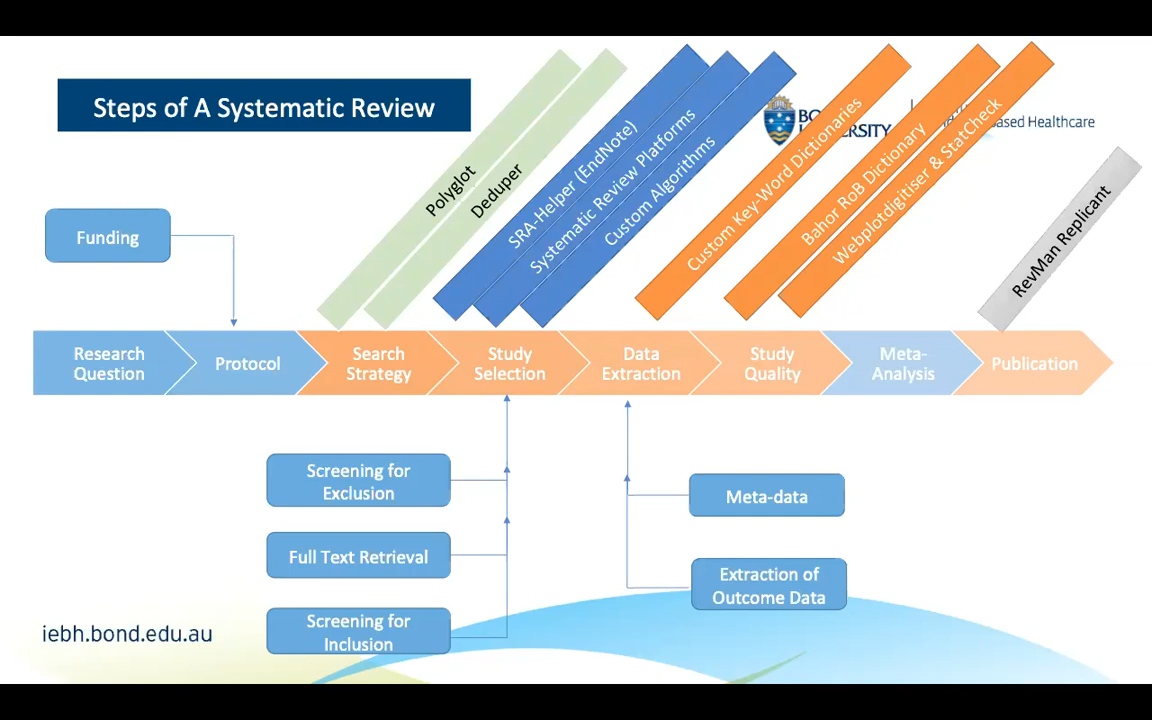 Steps of A Systematic Review
Polyglot
Deduper
SRA-Helper (EndNote)
Systematic Review Platforms
Custom Algorithms
Custom Key-Word Dictionaries
Bahor RoB Dictionary
Webplotdigitiser & StatCheck
RevMan Replicant
ased Healthcare
Funding
Research
Question
Protocol
Search
Strategy
Study
Selection
Data
Extraction
Study
Quality
Meta-
Analysis
Publication
Screening for
Exclusion
Full Text Retrieval
Screening for
Inclusion
Meta-data
Extraction of
Outcome Data
iebh.bond.edu.au